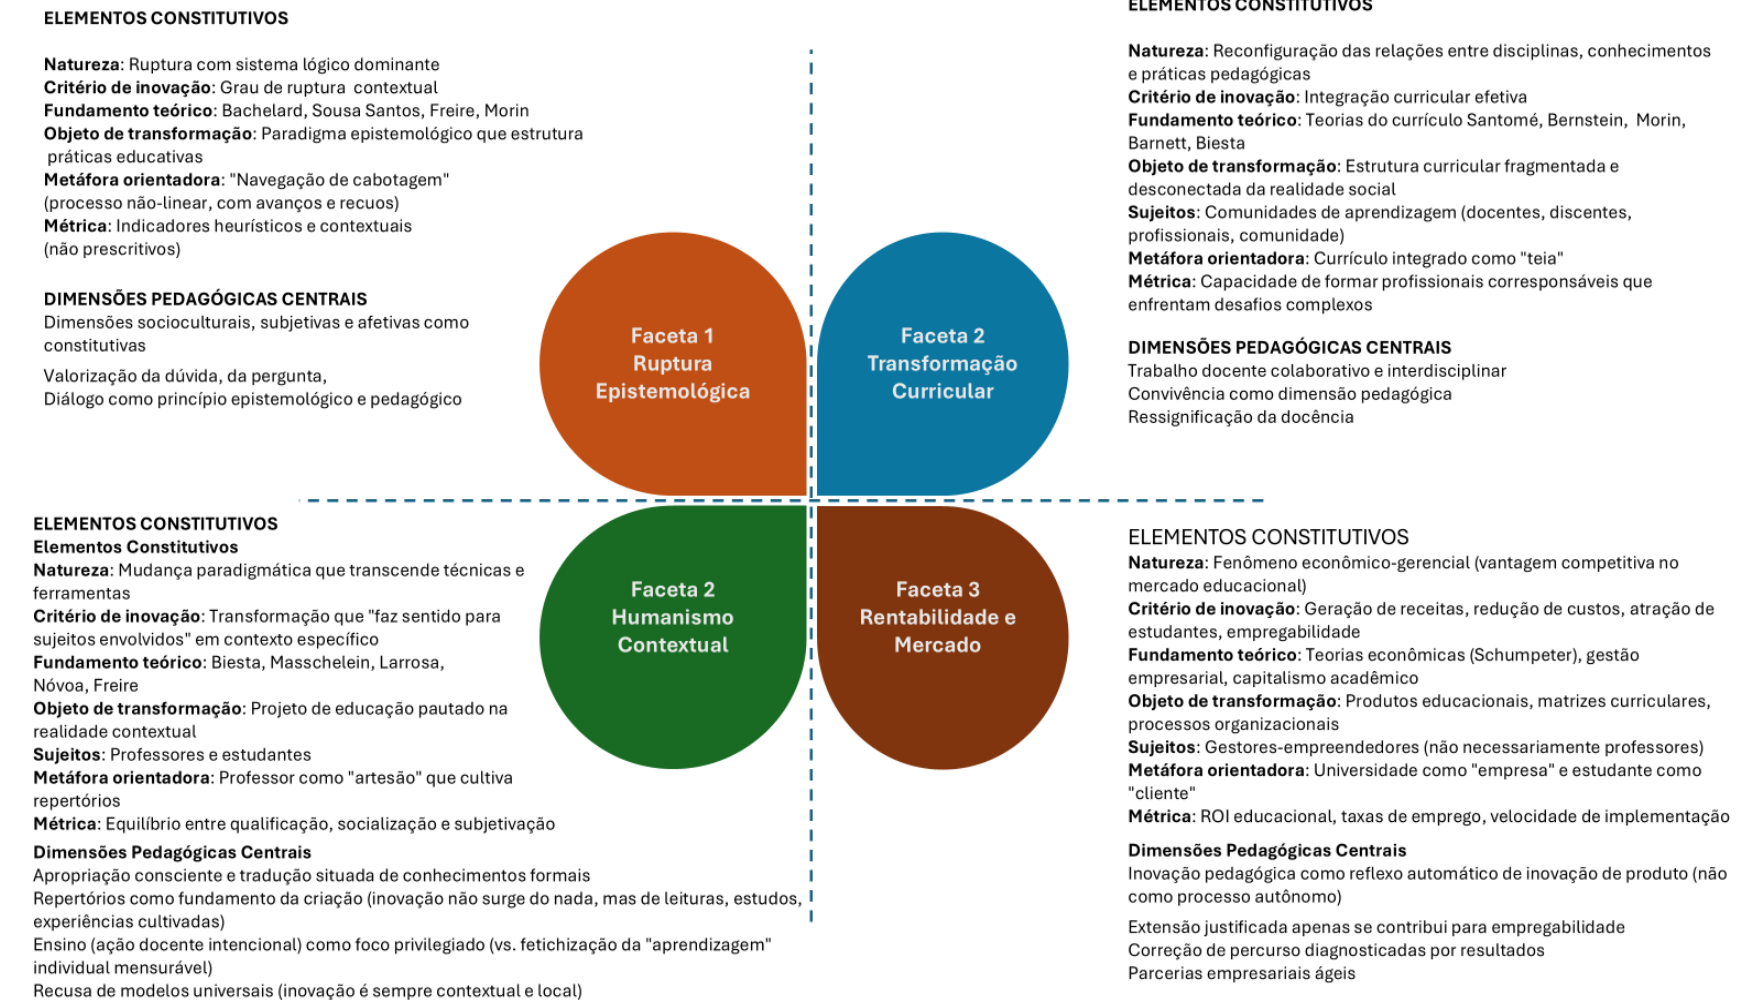 ELEMENTOS CONSTITUTIVOS
Natureza: Ruptura com sistema lógico dominante
Critério de inovação: Grau de ruptura  contextual
Fundamento teórico: Bachelard, Sousa Santos, Freire, Morin
Objeto de transformação: Paradigma epistemológico que estrutura
práticas educativas
Metáfora orientadora: "Navegação de cabotagem"
(processo não-linear, com avanços e recuos)
Métrica: Indicadores heurísticos e contextuais
(não prescritivos)
DIMENSÕES PEDAGÓGICAS CENTRAIS
Dimensões socioculturais, subjetivas e afetivas como
constitutivas
Valorização da dúvida, da pergunta,
Diálogo como princípio epistemológico e pedagógico
Faceta 1
Ruptura
Epistemológica
Faceta 2
Transformação
Curricular
ELEMENTOS CONSTITUTIVOS
Natureza: Reconfiguração das relações entre disciplinas, conhecimentos
e práticas pedagógicas
Critério de inovação: Integração curricular efetiva
Fundamento teórico: Teorias do currículo Santomé, Bernstein,  Morin,
Barnett, Biesta
Objeto de transformação: Estrutura curricular fragmentada e
desconectada da realidade social
Sujeitos: Comunidades de aprendizagem (docentes, discentes,
profissionais, comunidade)
Metáfora orientadora: Currículo integrado como "teia"
Métrica: Capacidade de formar profissionais corresponsáveis que
enfrentam desafios complexos
DIMENSÕES PEDAGÓGICAS CENTRAIS
Trabalho docente colaborativo e interdisciplinar
Convivência como dimensão pedagógica
Ressignificação da docência
ELEMENTOS CONSTITUTIVOS
Elementos Constitutivos
Natureza: Mudança paradigmática que transcende técnicas e
ferramentas
Critério de inovação: Transformação que "faz sentido para
sujeitos envolvidos" em contexto específico
Fundamento teórico: Biesta, Masschelein, Larrosa,
Nóvoa, Freire
Objeto de transformação: Projeto de educação pautado na
realidade contextual
Sujeitos: Professores e estudantes
Metáfora orientadora: Professor como "artesão" que cultiva
repertórios
Métrica: Equilíbrio entre qualificação, socialização e subjetivação
Dimensões Pedagógicas Centrais
Apropriação consciente e tradução situada de conhecimentos formais
Repertórios como fundamento da criação (inovação não surge do nada, mas de leituras, estudos,
experiências cultivadas)
Ensino (ação docente intencional) como foco privilegiado (vs. fetichização da "aprendizagem"
individual mensurável)
Recusa de modelos universais (inovação é sempre contextual e local)
Faceta 2
Humanismo
Contextual
Faceta 3
Rentabilidade e
Mercado
ELEMENTOS CONSTITUTIVOS
Natureza: Fenômeno econômico-gerencial (vantagem competitiva no
mercado educacional)
Critério de inovação: Geração de receitas, redução de custos, atração de
estudantes, empregabilidade
Fundamento teórico: Teorias econômicas (Schumpeter), gestão
empresarial, capitalismo acadêmico
Objeto de transformação: Produtos educacionais, matrizes curriculares,
processos organizacionais
Sujeitos: Gestores-empreendedores (não necessariamente professores)
Metáfora orientadora: Universidade como "empresa" e estudante como
"cliente"
Métrica: ROI educacional, taxas de emprego, velocidade de implementação
Dimensões Pedagógicas Centrais
Inovação pedagógica como reflexo automático de inovação de produto (não
como processo autônomo)
Extensão justificada apenas se contribui para empregabilidade
Correção de percurso diagnosticadas por resultados
Parcerias empresariais ágeis